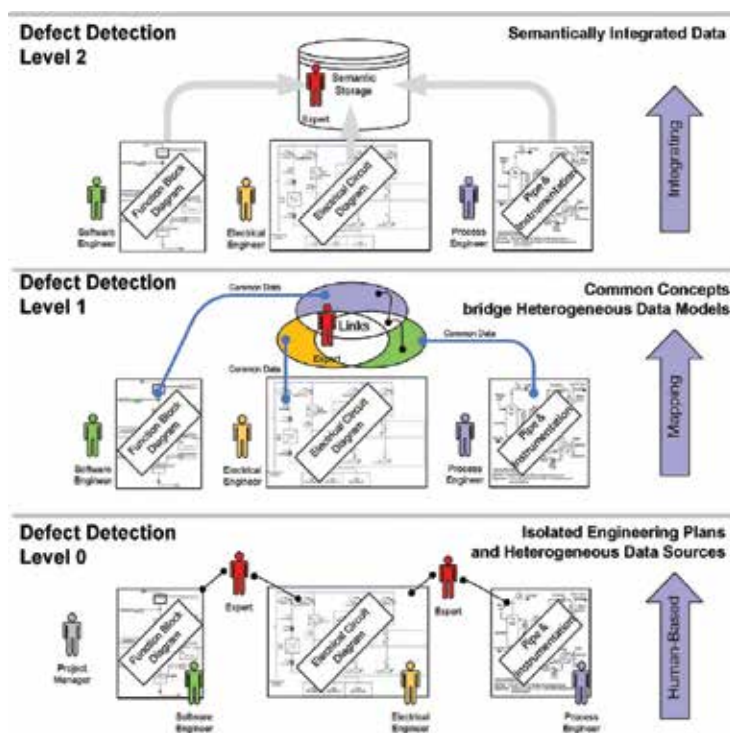 Defect Detection
Level 2
Semantically Integrated Data
Semantic
Storage
Expert
Function Block
Diagram
Electrical Circuit
Diagram
Pipe &
Instrumentation
Software
Engineer
Electrical
Engineer
Process
Engineer
Integrating
Defect Detection
Level 1
Common Concepts
bridge Heterogeneous Data Models
Common Data
Links
Expert
Common Data
Common Data
Function Block
Diagram
Electrical Circuit
Diagram
Pipe &
Instrumentation
Software
Engineer
Electrical
Engineer
Process
Engineer
Mapping
Defect Detection
Level 0
Isolated Engineering Plans
and Heterogeneous Data Sources
Expert
Expert
Function Block
Diagram
Electrical Circuit
Diagram
Pipe &
Instrumentation
Project
Manager
Software
Engineer
Electrical
Engineer
Process
Engineer
Human-Based